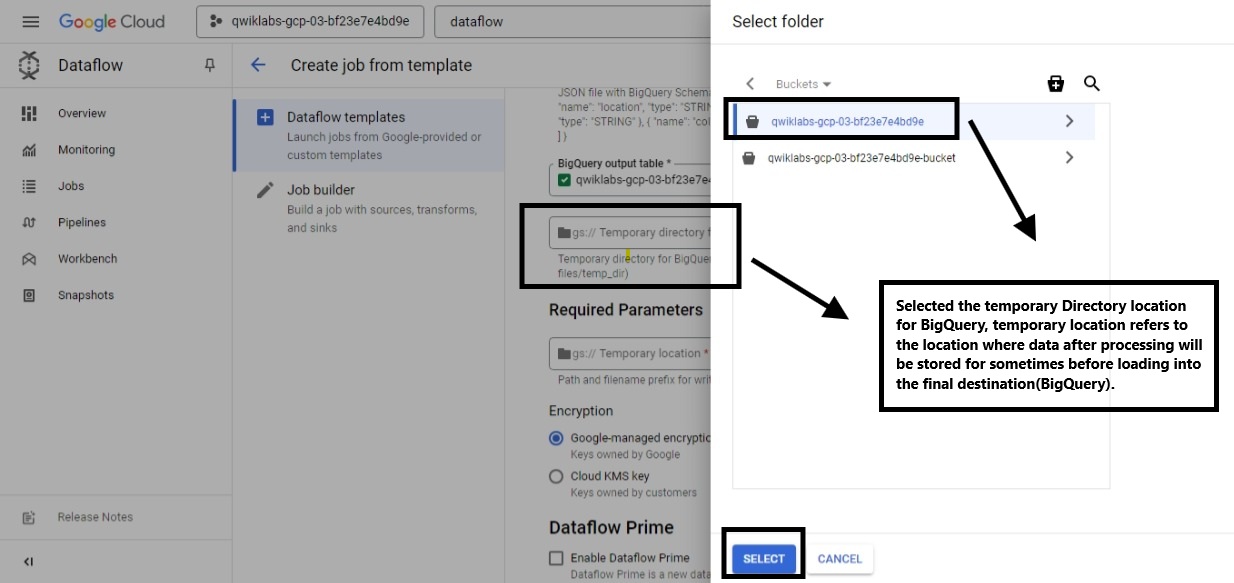 Google Cloud
qwiklabs-gcp-03-bf23e7e4bd9e
dataflow
Dataflow
Overview
Monitoring
Jobs
Pipelines
Workbench
Snapshots
Release Notes
Create job from template
Dataflow templates
Launch jobs from Google-provided or
custom templates
Job builder
Build a job with sources, transforms,
and sinks
JSON file with BigQuery Schema
"name": "location", "type": "STRIN
"type": "STRING" }, { "name": "col
] }
BigQuery output table *
qwiklabs-gcp-03-bf23e7e4
gs:// Temporary directory f
Temporary directory for BigQue
files/temp_dir)
Required Parameters
gs:// Temporary location *
Path and filename prefix for writ
Encryption
Google-managed encryptic
Keys owned by Google
Cloud KMS key
Keys owned by customers
Dataflow Prime
Enable Dataflow Prime
Dataflow Prime is a new data
Select folder
Buckets
qwiklabs-gcp-03-bf23e7e4bd9e
qwiklabs-gcp-03-bf23e7e4bd9e-bucket
Selected the temporary Directory location
for BigQuery, temporary location refers to
the location where data after processing will
be stored for sometimes before loading into
the final destination(BigQuery).
SELECT
CANCEL